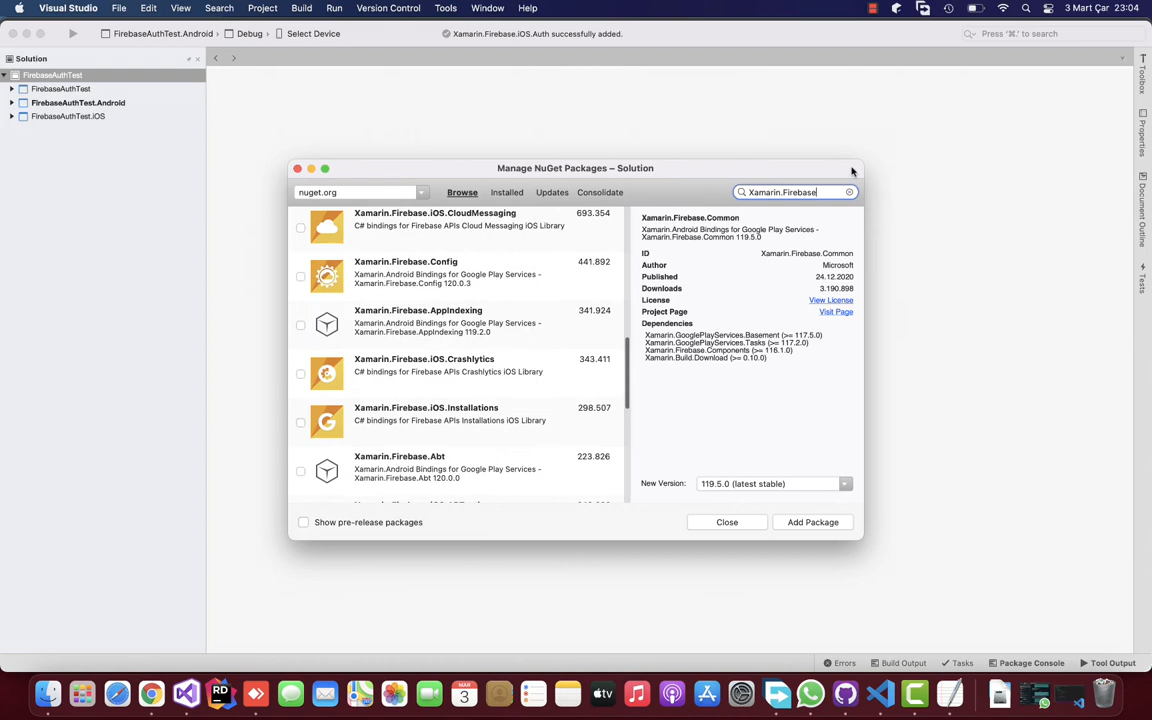 Visual Studio File Edit View Search Project Build Run Version Control Tools Window Help 3 Mart Çar 23:04
FirebaseAuthTest.Android › Debug › Select Device Xamarin.Firebase.iOS.Auth successfully added. Press '⌘.' to search
Solution
FirebaseAuthTest
FirebaseAuthTest
FirebaseAuthTest.Android
FirebaseAuthTest.iOS
Toolbox
Properties
Document Outline
Tests
Manage NuGet Packages – Solution
nuget.org Browse Installed Updates Consolidate Xamarin.Firebase
Xamarin.Firebase.iOS.CloudMessaging 693.354
C# bindings for Firebase APIs Cloud Messaging iOS Library
Xamarin.Firebase.Config 441.892
Xamarin.Android Bindings for Google Play Services -
Xamarin.Firebase.Config 120.0.3
Xamarin.Firebase.AppIndexing 341.924
Xamarin.Android Bindings for Google Play Services -
Xamarin.Firebase.AppIndexing 119.2.0
Xamarin.Firebase.iOS.Crashlytics 343.411
C# bindings for Firebase APIs Crashlytics iOS Library
Xamarin.Firebase.iOS.Installations 298.507
C# bindings for Firebase APIs Installations iOS Library
Xamarin.Firebase.Abt 223.826
Xamarin.Android Bindings for Google Play Services -
Xamarin.Firebase.Abt 120.0.0
Xamarin.Firebase.Common
Xamarin.Android Bindings for Google Play Services -
Xamarin.Firebase.Common 119.5.0
ID Xamarin.Firebase.Common
Author Microsoft
Published 24.12.2020
Downloads 3.190.898
License View License
Project Page Visit Page
Dependencies
Xamarin.GooglePlayServices.Basement (>= 117.5.0)
Xamarin.GooglePlayServices.Tasks (>= 117.2.0)
Xamarin.Firebase.Components (>= 116.1.0)
Xamarin.Build.Download (>= 0.10.0)
New Version: 119.5.0 (latest stable)
Show pre-release packages Close Add Package
Errors Build Output Tasks Package Console Tool Output
RD MAR 3 tv